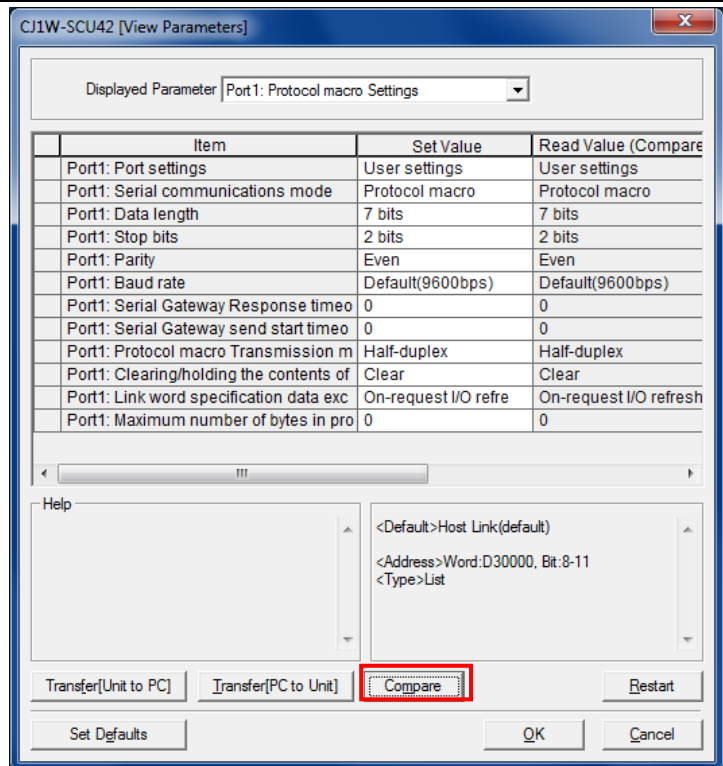 CJ1W-SCU42 [View Parameters]
Displayed Parameter Port1: Protocol macro Settings
Item Set Value Read Value (Compare
Port1: Port settings User settings User settings
Port1: Serial communications mode Protocol macro Protocol macro
Port1: Data length 7 bits 7 bits
Port1: Stop bits 2 bits 2 bits
Port1: Parity Even Even
Port1: Baud rate Default(9600bps) Default(9600bps)
Port1: Serial Gateway Response timeo 0 0
Port1: Serial Gateway send start timeo 0 0
Port1: Protocol macro Transmission m Half-duplex Half-duplex
Port1: Clearing/holding the contents of Clear Clear
Port1: Link word specification data exc On-request I/O refre On-request I/O refresh
Port1: Maximum number of bytes in pro 0 0
Help
<Default>Host Link(default)
<Address>Word:D30000, Bit:8-11
<Type>List
Transfer[Unit to PC] Transfer[PC to Unit] Compare Restart
Set Defaults OK Cancel